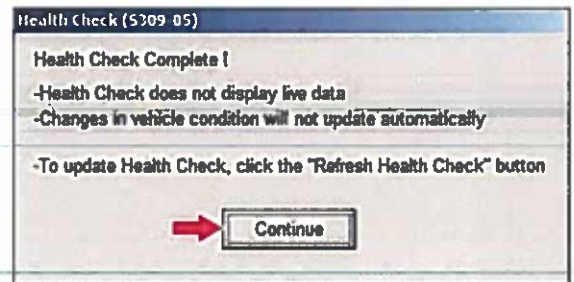 Health Check (S309-05)
Health Check Complete !
-Health Check does not display live data
-Changes in vehicle condition will not update automatically
-To update Health Check, click the "Refresh Health Check" button
Continue